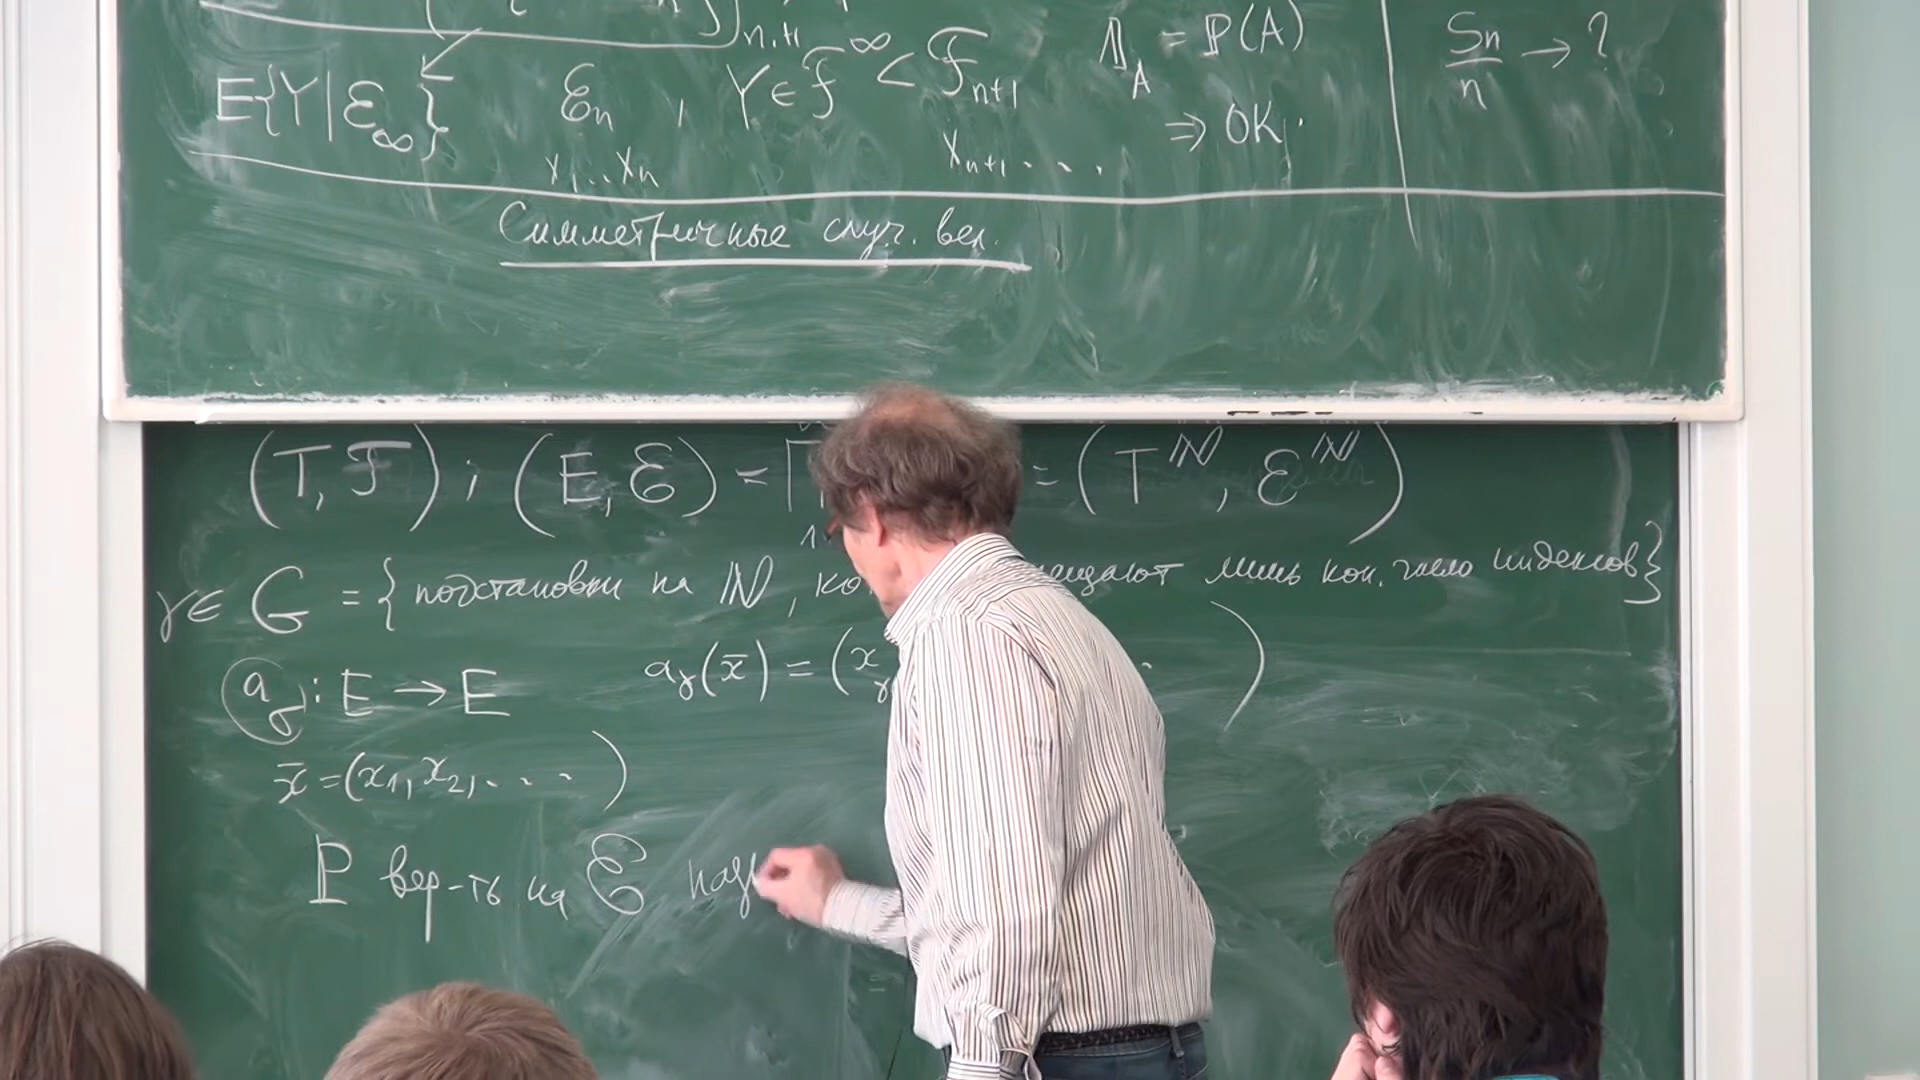 n+1
E{Y|ℰ∞} ℰn , Y ∈ ℱ^∞ < ℱn+1 𝟙A = ℙ(A) Sn/n → ?
x1...xn xn+1 .... ⇒ OK.
Симметричные случ. вел.
(T, ℱ) ; (E, ℰ) = = (T^ℕ, ℰ^ℕ)
γ ∈ G = { подстановки на ℕ, лишь кон. число индексов}
aγ : E → E aγ(x̄) = (x )
x̄ = (x1, x2, ....)
ℙ вер-ть на ℰ